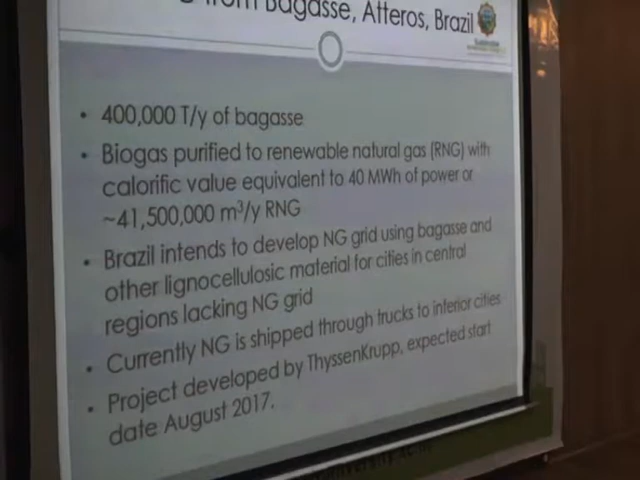 from Bagasse, Atteros, Brazil
• 400,000 T/y of bagasse
• Biogas purified to renewable natural gas (RNG) with
calorific value equivalent to 40 MWh of power or
~41,500,000 m³/y RNG
• Brazil intends to develop NG grid using bagasse and
other lignocellulosic material for cities in central
regions lacking NG grid
• Currently NG is shipped through trucks to inferior cities
• Project developed by ThyssenKrupp, expected start
date August 2017.